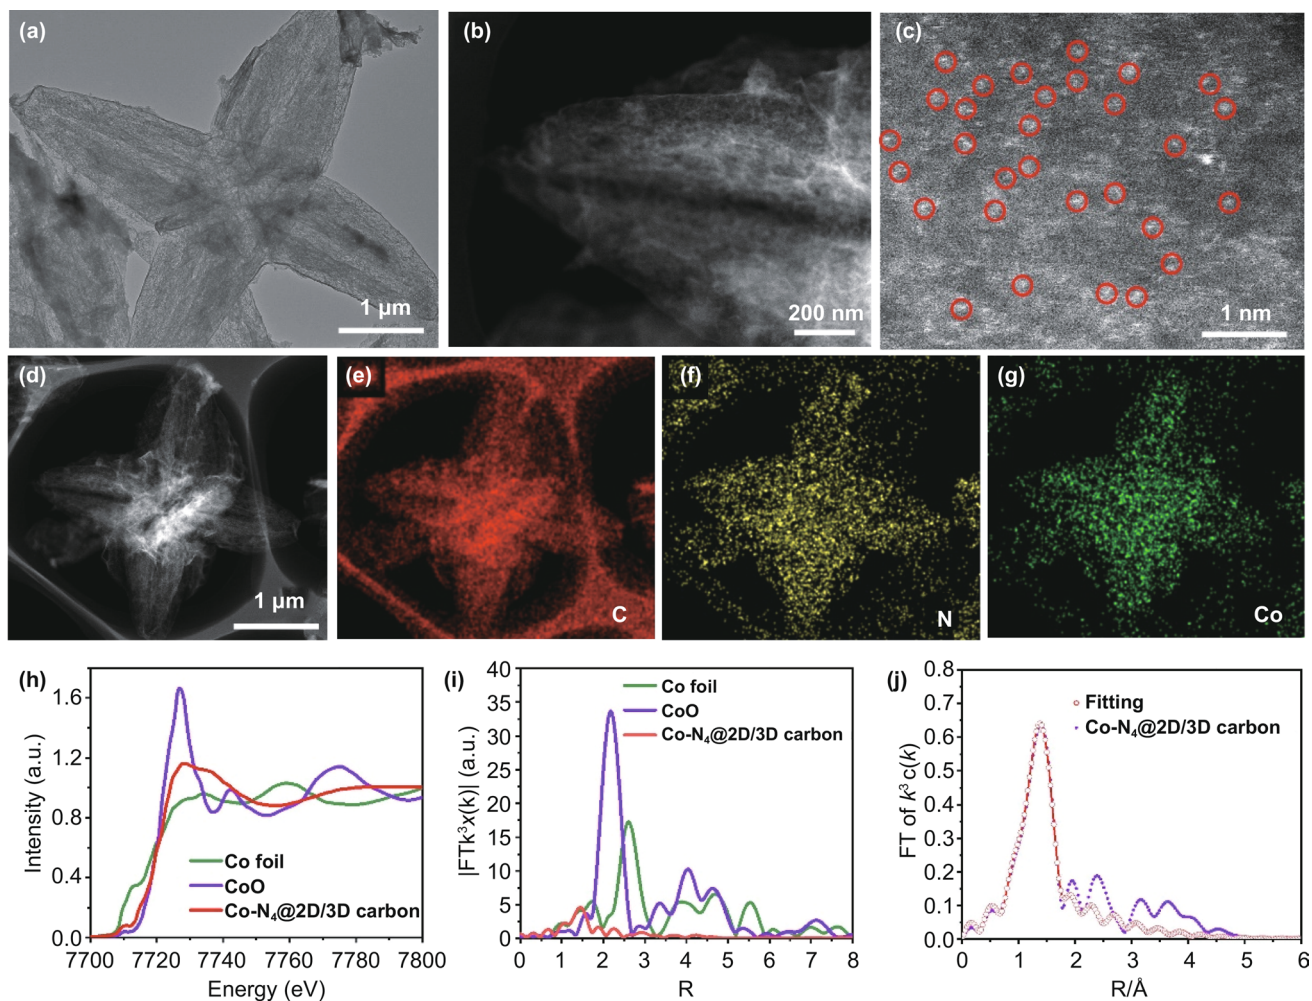 (a)
1 μm
(b)
200 nm
(c)
1 nm
(d)
1 μm
(e)
C
(f)
N
(g)
Co
(h)
Intensity (a.u.)
1.6
1.2
0.8
0.4
0.0
Co foil
CoO
Co-N₄@2D/3D carbon
7700 7720 7740 7760 7780 7800
Energy (eV)
(i)
|FTk³x(k)| (a.u.)
40
35
30
25
20
15
10
5
0
Co foil
CoO
Co-N₄@2D/3D carbon
0 1 2 3 4 5 6 7 8
R
(j)
FT of k³ c(k)
0.8
0.7
0.6
0.5
0.4
0.3
0.2
0.1
0.0
Fitting
Co-N₄@2D/3D carbon
0 1 2 3 4 5 6
R/Å